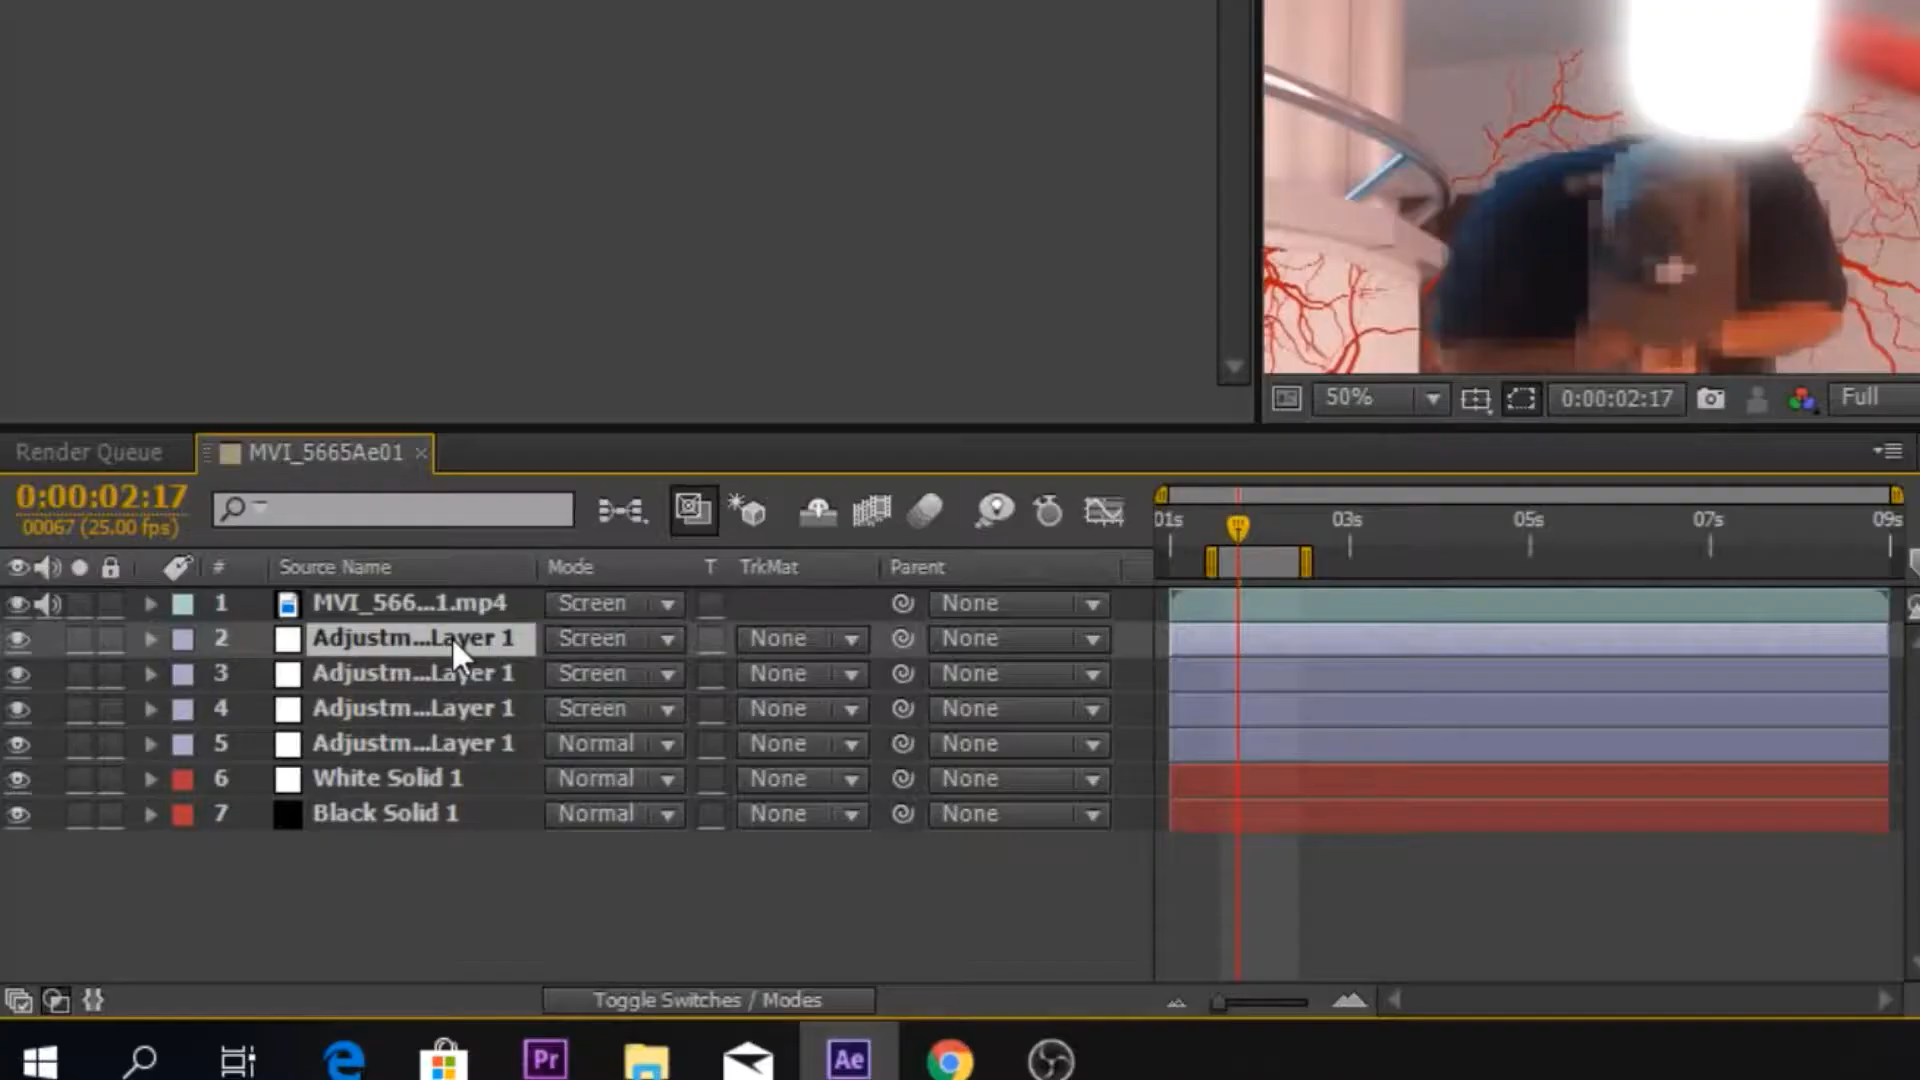 50% 0:00:02:17 Full
Render Queue MVI_5665Ae01 ×
0:00:02:17
00067 (25.00 fps)
01s 03s 05s 07s 09s
# Source Name Mode T TrkMat Parent
1 MVI_566...1.mp4 Screen None
2 Adjustm...Layer 1 Screen None None
3 Adjustm...Layer 1 Screen None None
4 Adjustm...Layer 1 Screen None None
5 Adjustm...Layer 1 Normal None None
6 White Solid 1 Normal None None
7 Black Solid 1 Normal None None
Toggle Switches / Modes
Pr Ae